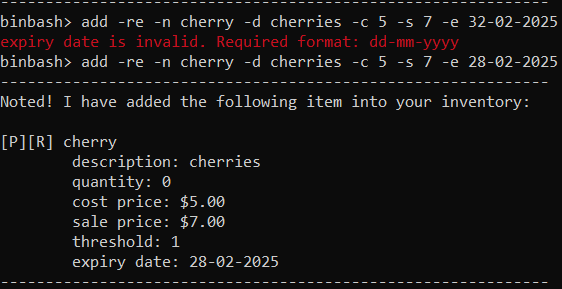 -------------------------------------------------------------
binbash> add -re -n cherry -d cherries -c 5 -s 7 -e 32-02-2025
expiry date is invalid. Required format: dd-mm-yyyy
binbash> add -re -n cherry -d cherries -c 5 -s 7 -e 28-02-2025
-------------------------------------------------------------
Noted! I have added the following item into your inventory:

[P][R] cherry
        description: cherries
        quantity: 0
        cost price: $5.00
        sale price: $7.00
        threshold: 1
        expiry date: 28-02-2025
-------------------------------------------------------------